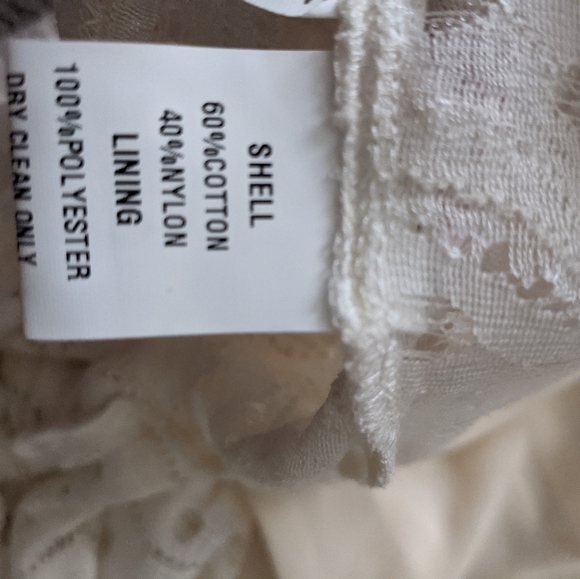 SHELL
60%COTTON
40%NYLON
LINING
100%POLYESTER
DRY CLEAN ONLY